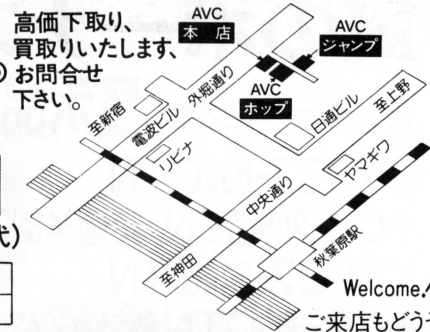 高価下取り、
買取りいたします、
お問合せ
下さい。
AVC
本店
AVC
ジャンプ
AVC
ホップ
外堀通り
至新宿
電波ビル
日通ビル
至上野
リビナ
ヤマギワ
中央通り
至神田
秋葉原駅
代)
Welcome.
ご来店もどうぞ